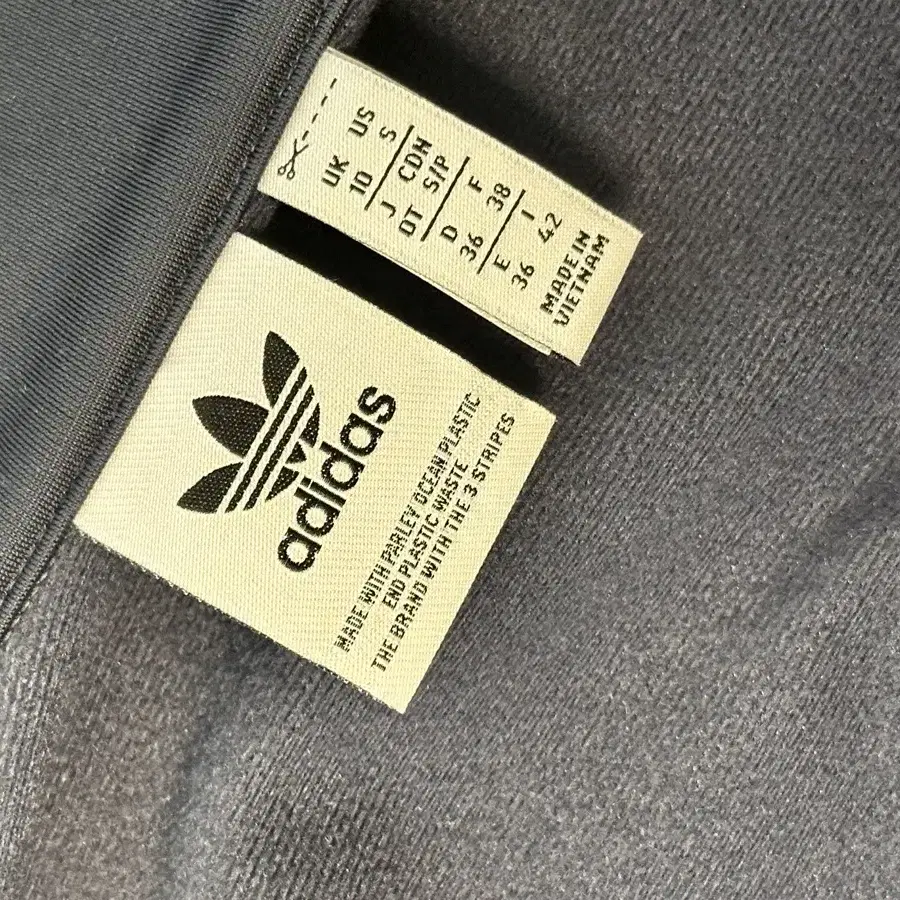 UK US
10 S
J CDN
OT S/P
D F
36 38
E I
36 42
MADE IN
VIETNAM
adidas
MADE WITH PARLEY OCEAN PLASTIC
END PLASTIC WASTE
THE BRAND WITH THE 3 STRIPES